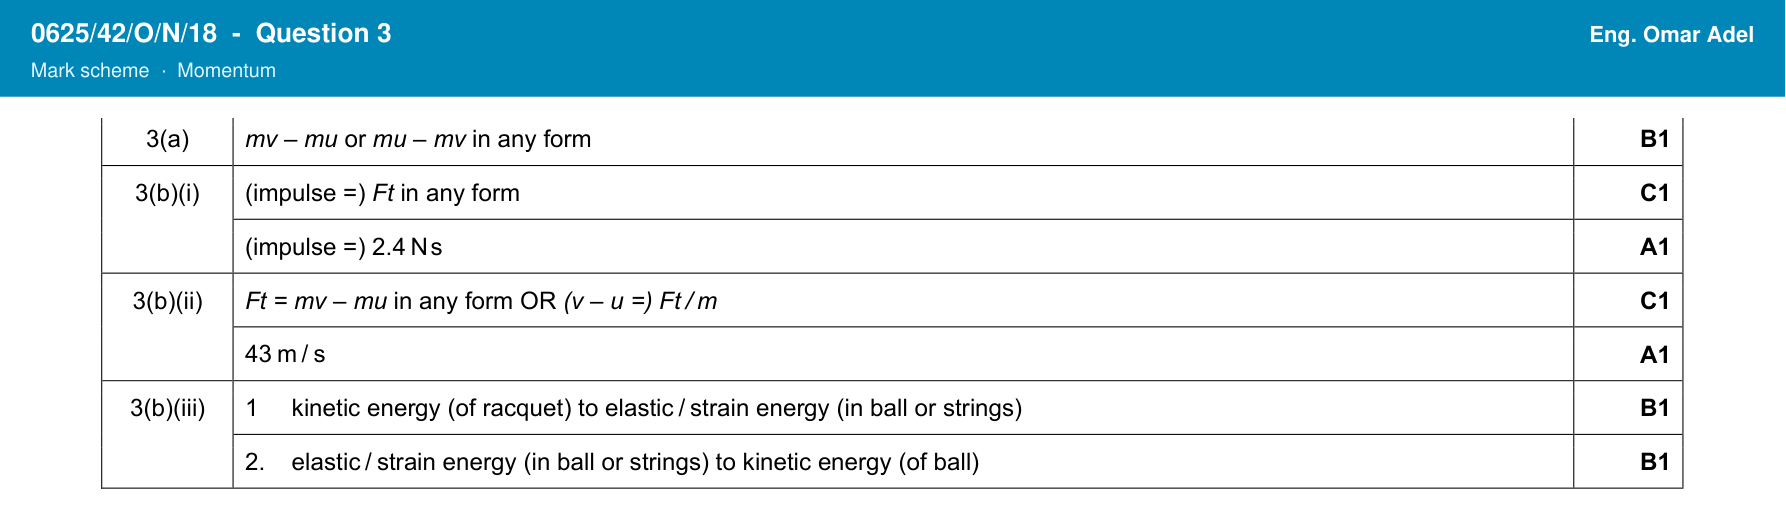 0625/42/O/N/18 - Question 3
Eng. Omar Adel
Mark scheme · Momentum
3(a) mv – mu or mu – mv in any form B1
3(b)(i) (impulse =) Ft in any form C1
(impulse =) 2.4 N s A1
3(b)(ii) Ft = mv – mu in any form OR (v – u =) Ft / m C1
43 m / s A1
3(b)(iii) 1 kinetic energy (of racquet) to elastic / strain energy (in ball or strings) B1
2. elastic / strain energy (in ball or strings) to kinetic energy (of ball) B1